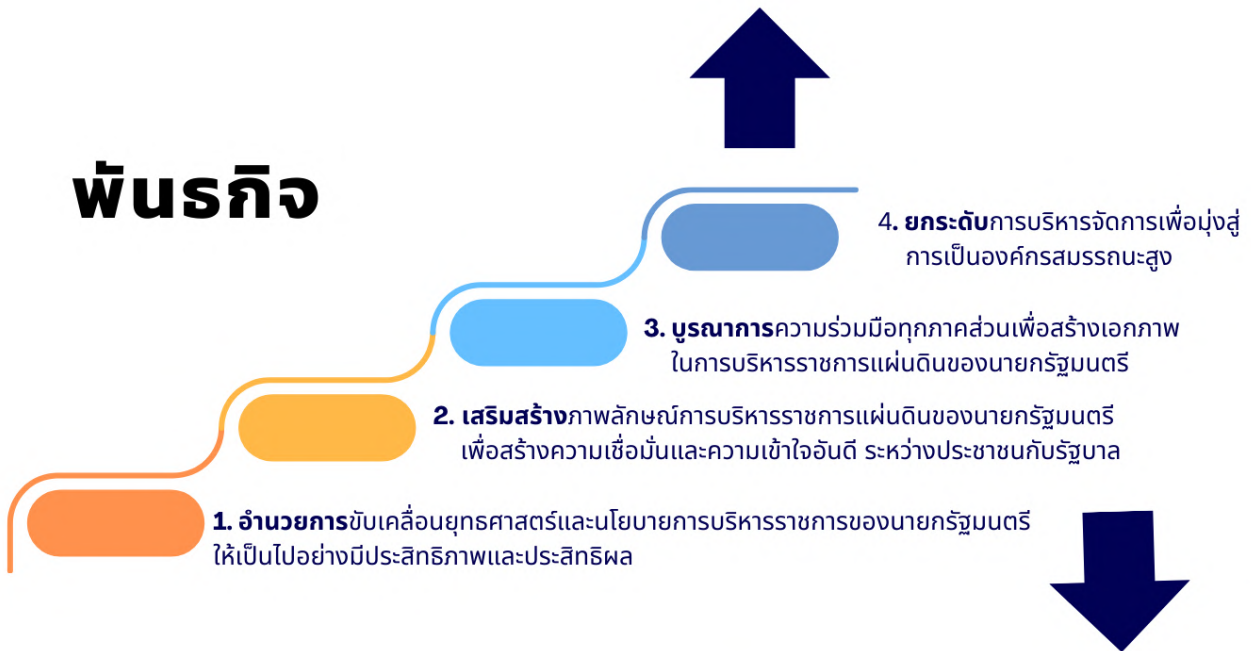 พันธกิจ
4. ยกระดับการบริหารจัดการเพื่อมุ่งสู่
การเป็นองค์กรสมรรถนะสูง
3. บูรณาการความร่วมมือทุกภาคส่วนเพื่อสร้างเอกภาพ
ในการบริหารราชการแผ่นดินของนายกรัฐมนตรี
2. เสริมสร้างภาพลักษณ์การบริหารราชการแผ่นดินของนายกรัฐมนตรี
เพื่อสร้างความเชื่อมั่นและความเข้าใจอันดี ระหว่างประชาชนกับรัฐบาล
1. อำนวยการขับเคลื่อนยุทธศาสตร์และนโยบายการบริหารราชการของนายกรัฐมนตรี
ให้เป็นไปอย่างมีประสิทธิภาพและประสิทธิผล